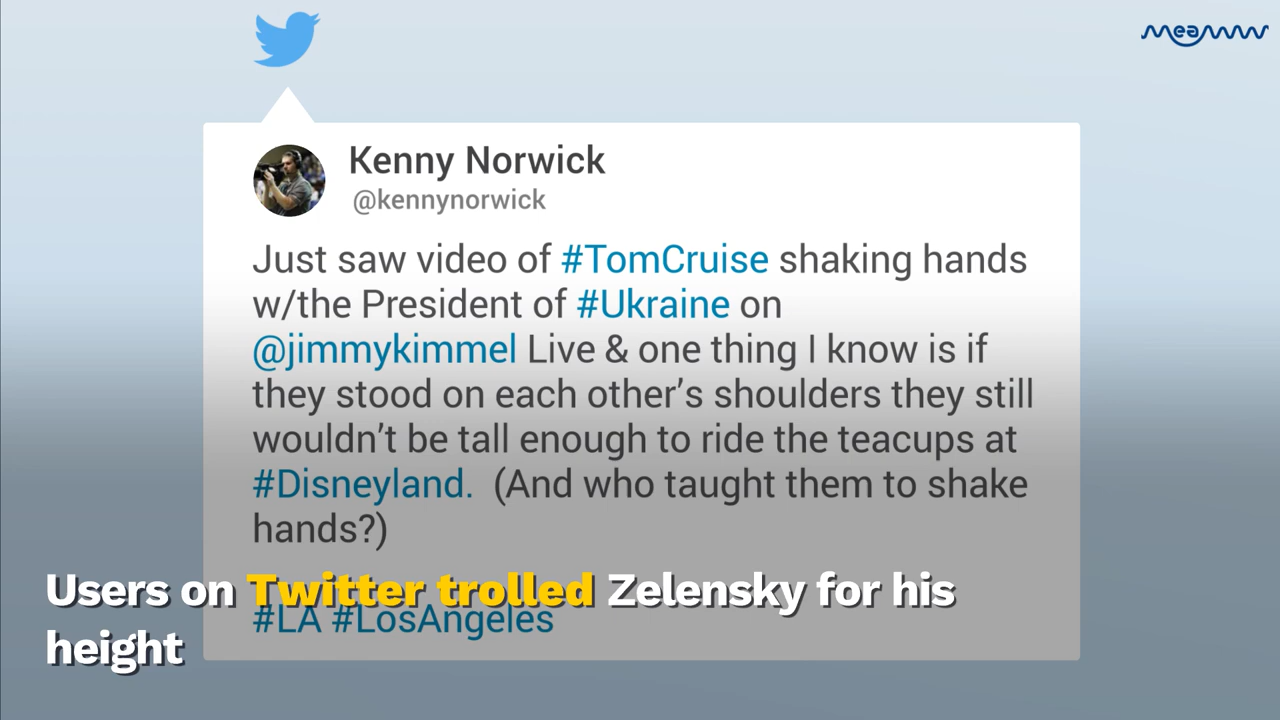 MEAWW
Kenny Norwick
@kennynorwick
Just saw video of #TomCruise shaking hands
w/the President of #Ukraine on
@jimmykimmel Live & one thing I know is if
they stood on each other’s shoulders they still
wouldn’t be tall enough to ride the teacups at
#Disneyland.  (And who taught them to shake
hands?)
#LA #LosAngeles
Users on Twitter trolled Zelensky for his
height